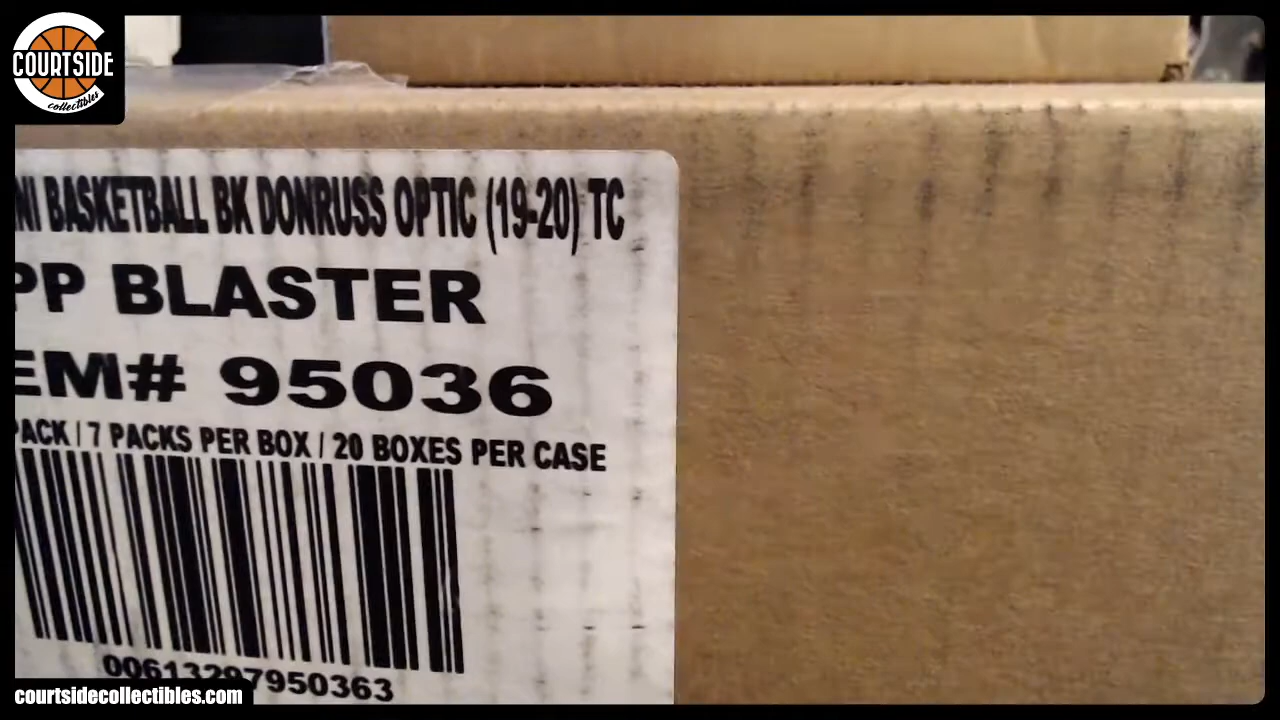 COURTSIDE
collectibles
NI BASKETBALL BK DONRUSS OPTIC (19-20) TC
PP BLASTER
EM# 95036
PACK / 7 PACKS PER BOX / 20 BOXES PER CASE
00613297950363
courtsidecollectibles.com